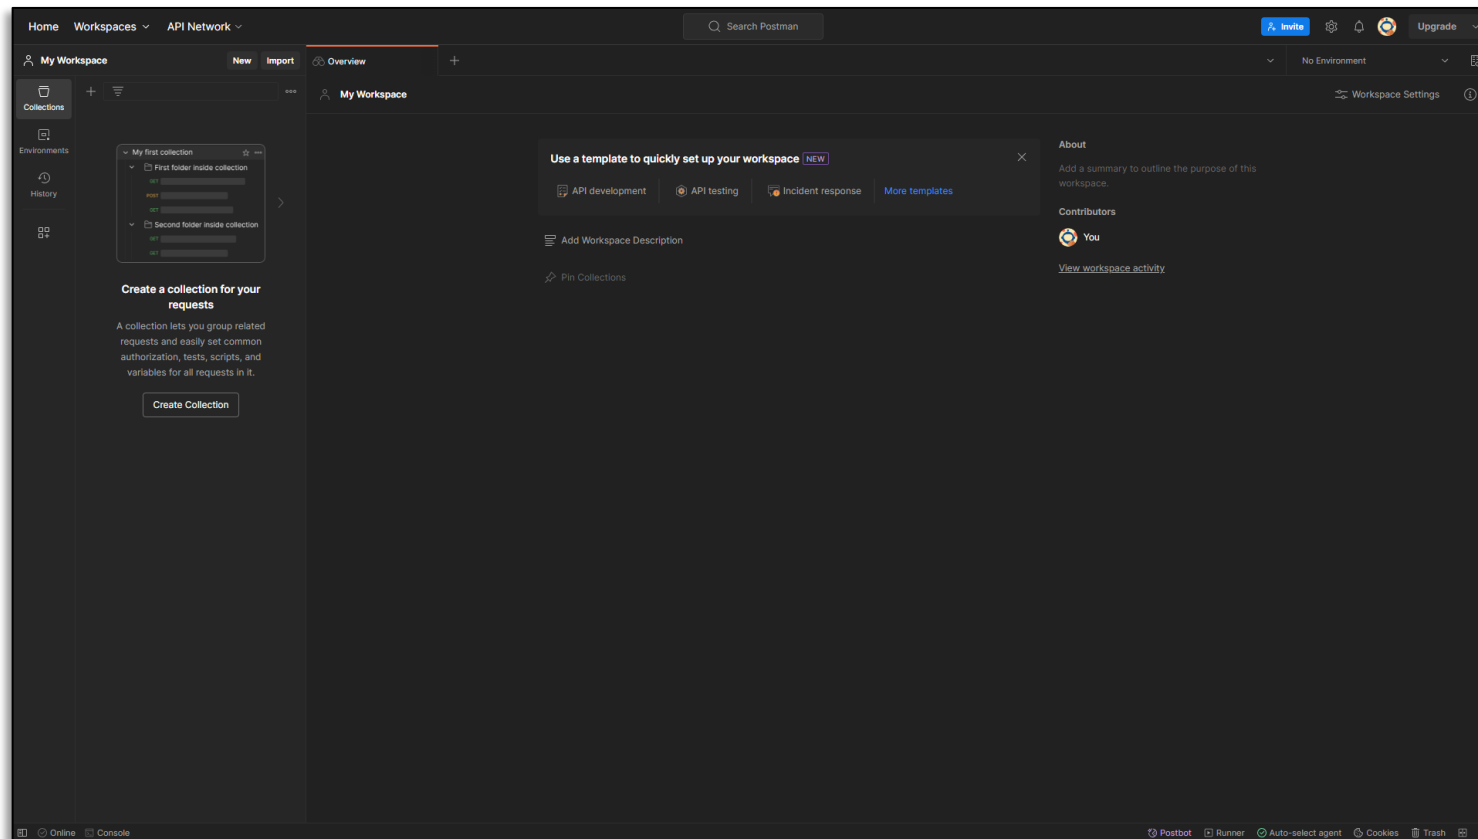 Home Workspaces API Network
Search Postman
Invite
Upgrade
My Workspace
New Import
Overview
No Environment
Collections
Environments
History
My Workspace
Workspace Settings
My first collection
First folder inside collection
GET
POST
GET
Second folder inside collection
GET
GET
Create a collection for your
requests
A collection lets you group related
requests and easily set common
authorization, tests, scripts, and
variables for all requests in it.
Create Collection
Use a template to quickly set up your workspace NEW
API development API testing Incident response More templates
Add Workspace Description
Pin Collections
About
Add a summary to outline the purpose of this
workspace.
Contributors
You
View workspace activity
Online Console
Postbot Runner Auto-select agent Cookies Trash